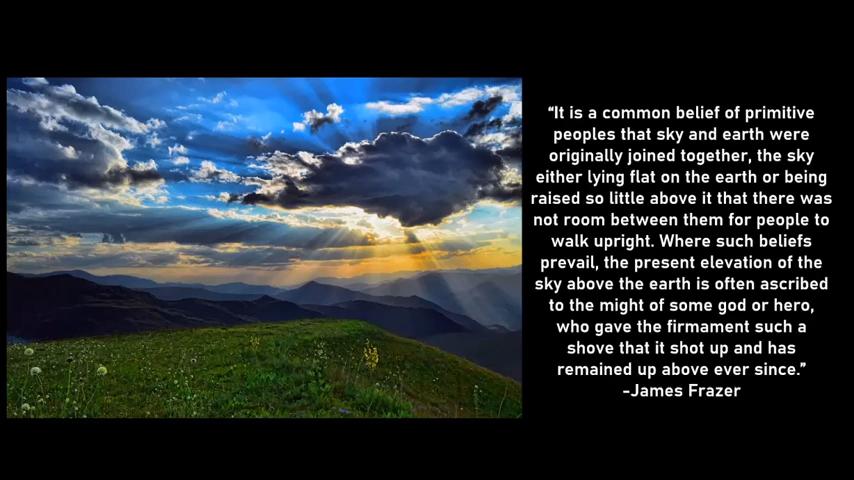 “It is a common belief of primitive
peoples that sky and earth were
originally joined together, the sky
either lying flat on the earth or being
raised so little above it that there was
not room between them for people to
walk upright. Where such beliefs
prevail, the present elevation of the
sky above the earth is often ascribed
to the might of some god or hero,
who gave the firmament such a
shove that it shot up and has
remained up above ever since.”
-James Frazer